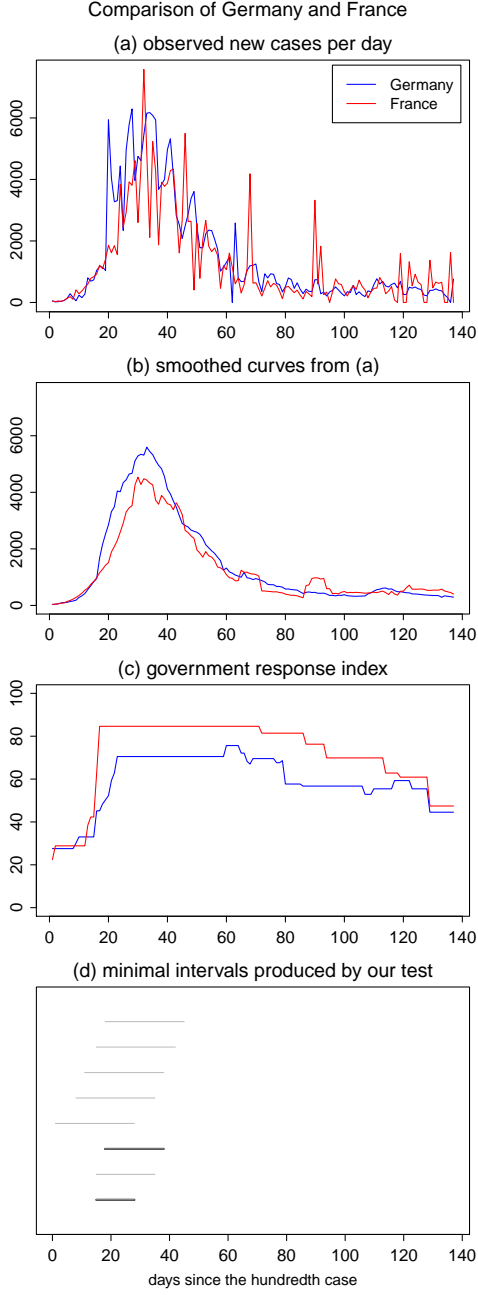 Comparison of Germany and France
(a) observed new cases per day
Germany
France
0 2000 4000 6000
0 20 40 60 80 100 120 140
(b) smoothed curves from (a)
0 2000 4000 6000
0 20 40 60 80 100 120 140
(c) government response index
0 20 40 60 80 100
0 20 40 60 80 100 120 140
(d) minimal intervals produced by our test
0 20 40 60 80 100 120 140
days since the hundredth case